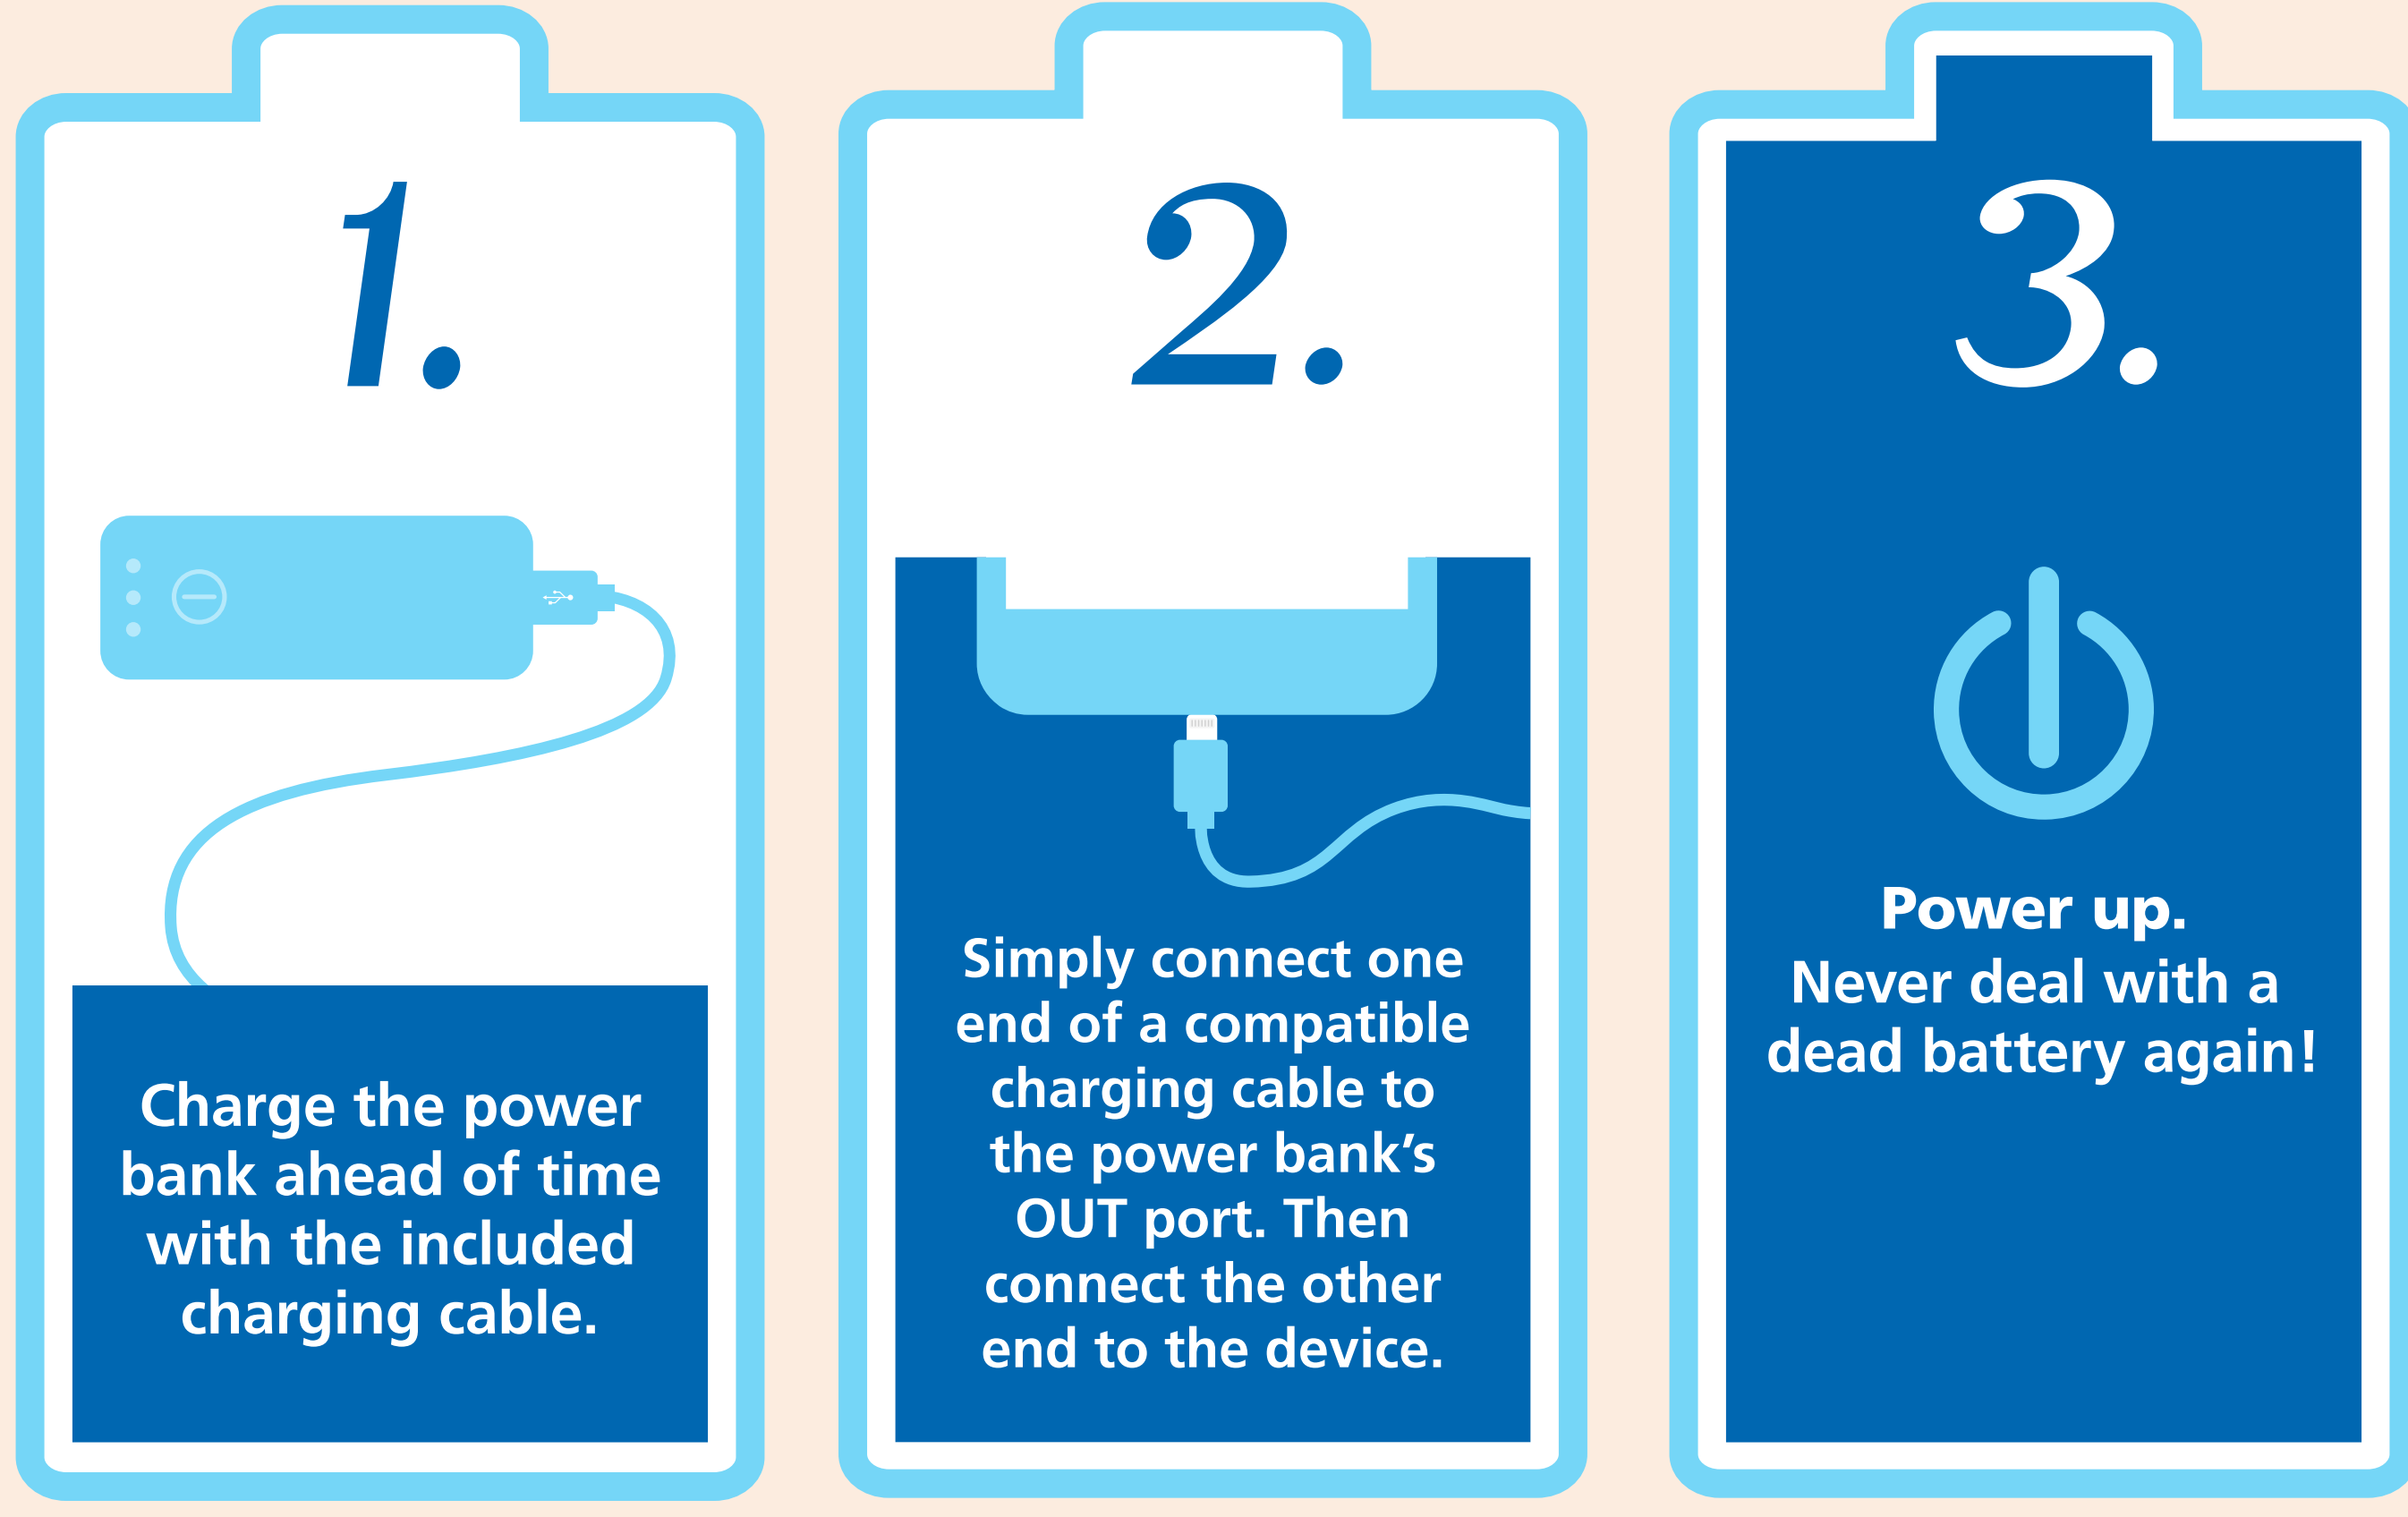 1.
Charge the power
bank ahead of time
with the included
charging cable.
2.
Simply connect one
end of a compatible
charging cable to
the power bank’s
OUT port. Then
connect the other
end to the device.
3.
Power up.
Never deal with a
dead battery again!